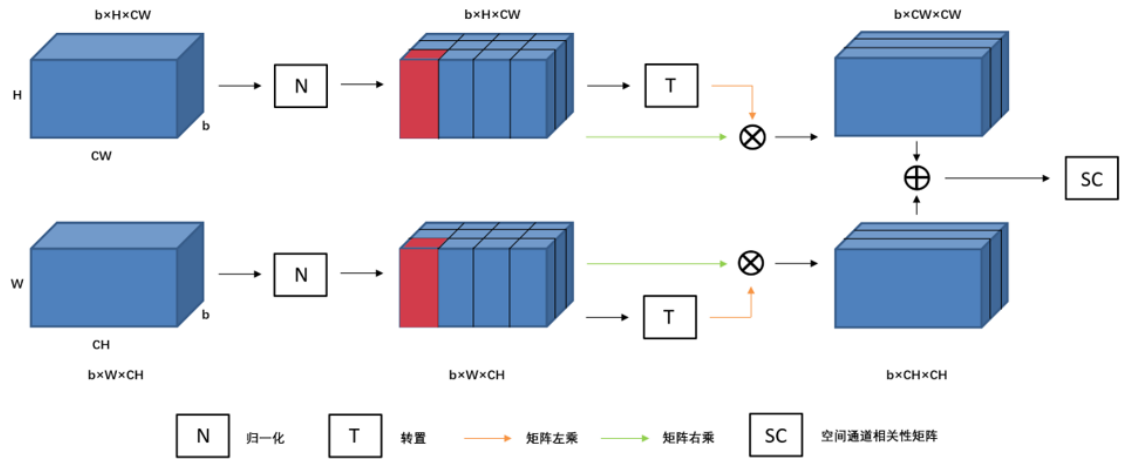 b×H×CW
b×H×CW
b×CW×CW
H
N
T
b
CW
SC
W
N
T
b
CH
b×W×CH
b×W×CH
b×CH×CH
N 归一化
T 转置
矩阵左乘
矩阵右乘
SC 空间通道相关性矩阵